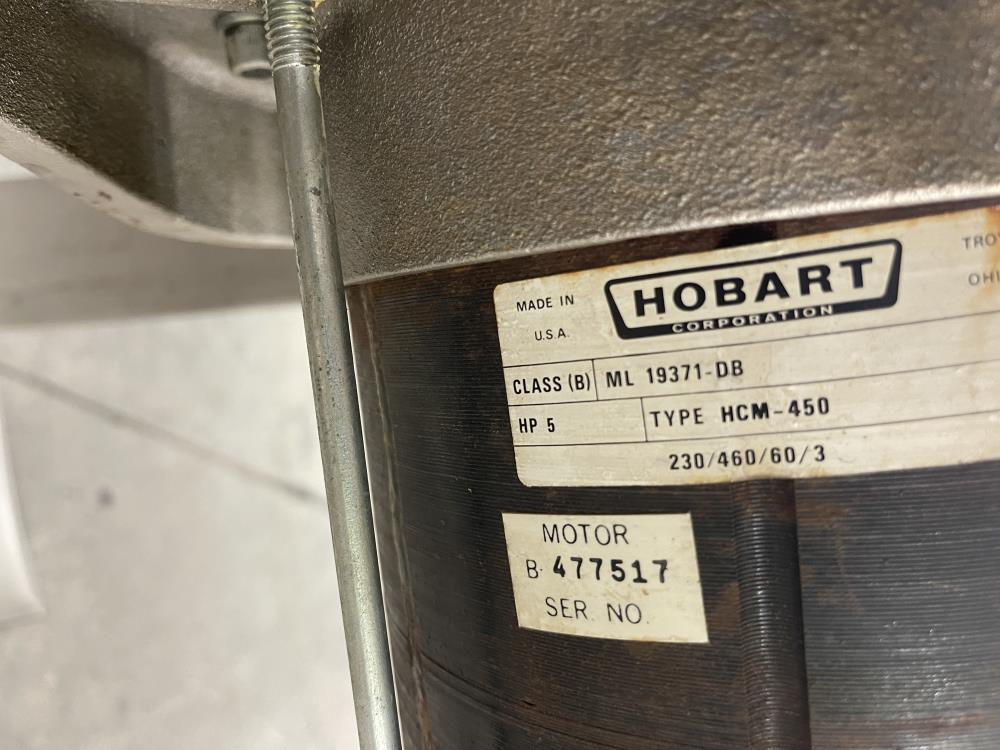 MADE IN
U.S.A.
HOBART
CORPORATION
CLASS (B) ML 19371-DB
HP 5 TYPE HCM-450
230/460/60/3
MOTOR
B. 477517
SER. NO.